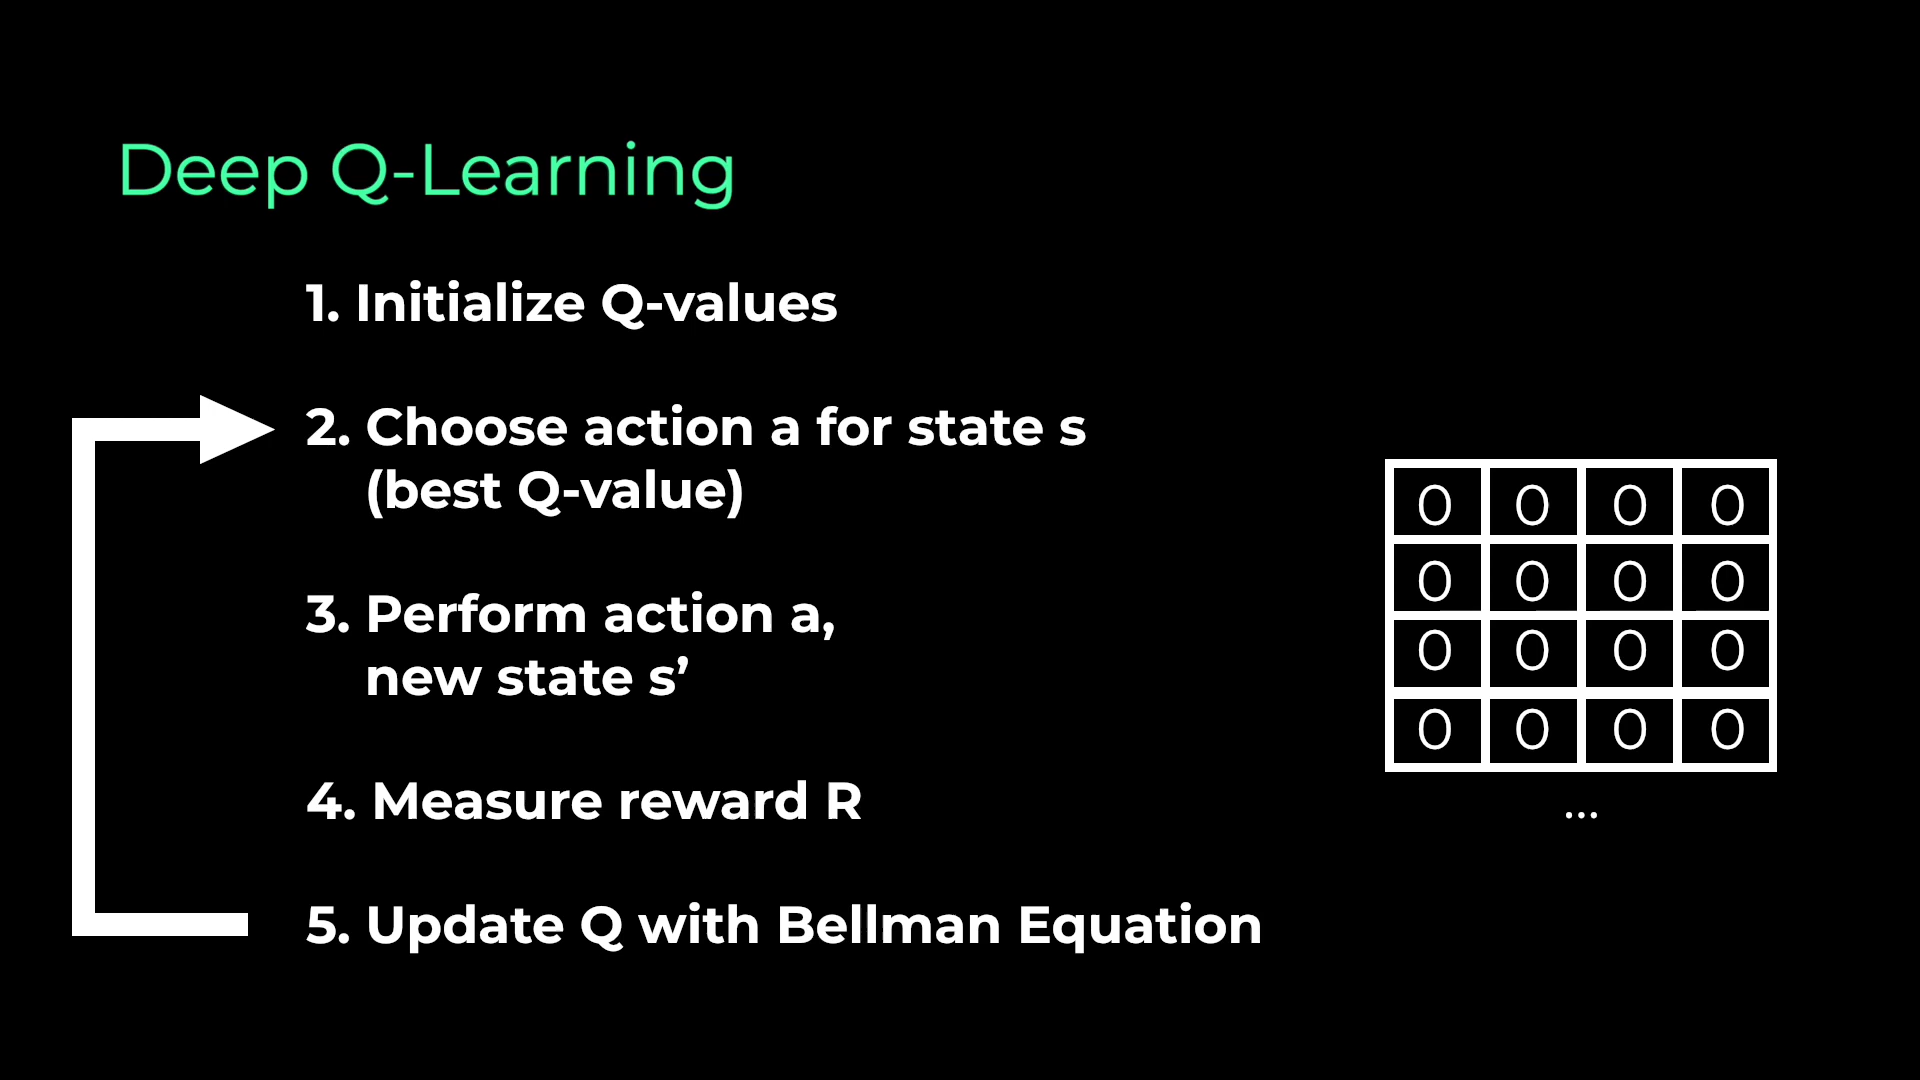 Deep Q-Learning
1. Initialize Q-values
2. Choose action a for state s
(best Q-value)
3. Perform action a,
new state s’
4. Measure reward R
5. Update Q with Bellman Equation
0 0 0 0
0 0 0 0
0 0 0 0
0 0 0 0
...